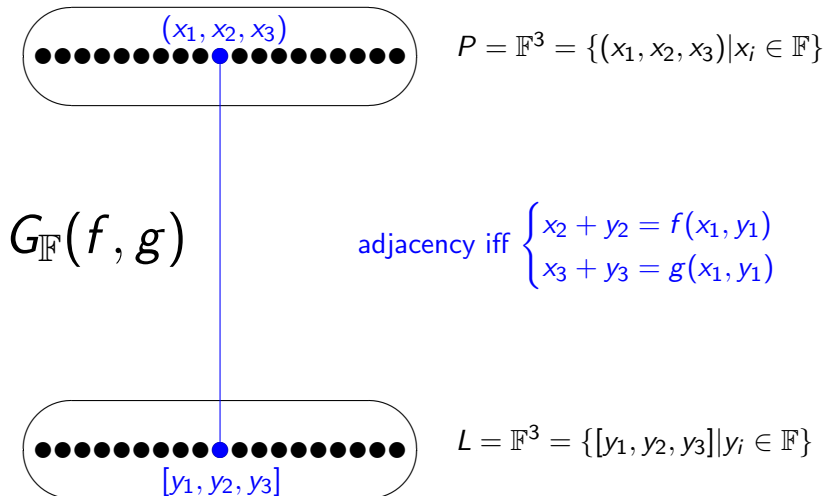 (x₁, x₂, x₃)
P = 𝔽³ = {(x₁, x₂, x₃)|xᵢ ∈ 𝔽}
G_𝔽(f, g)
adjacency iff { x₂ + y₂ = f(x₁, y₁)
x₃ + y₃ = g(x₁, y₁)
L = 𝔽³ = {[y₁, y₂, y₃]|yᵢ ∈ 𝔽}
[y₁, y₂, y₃]